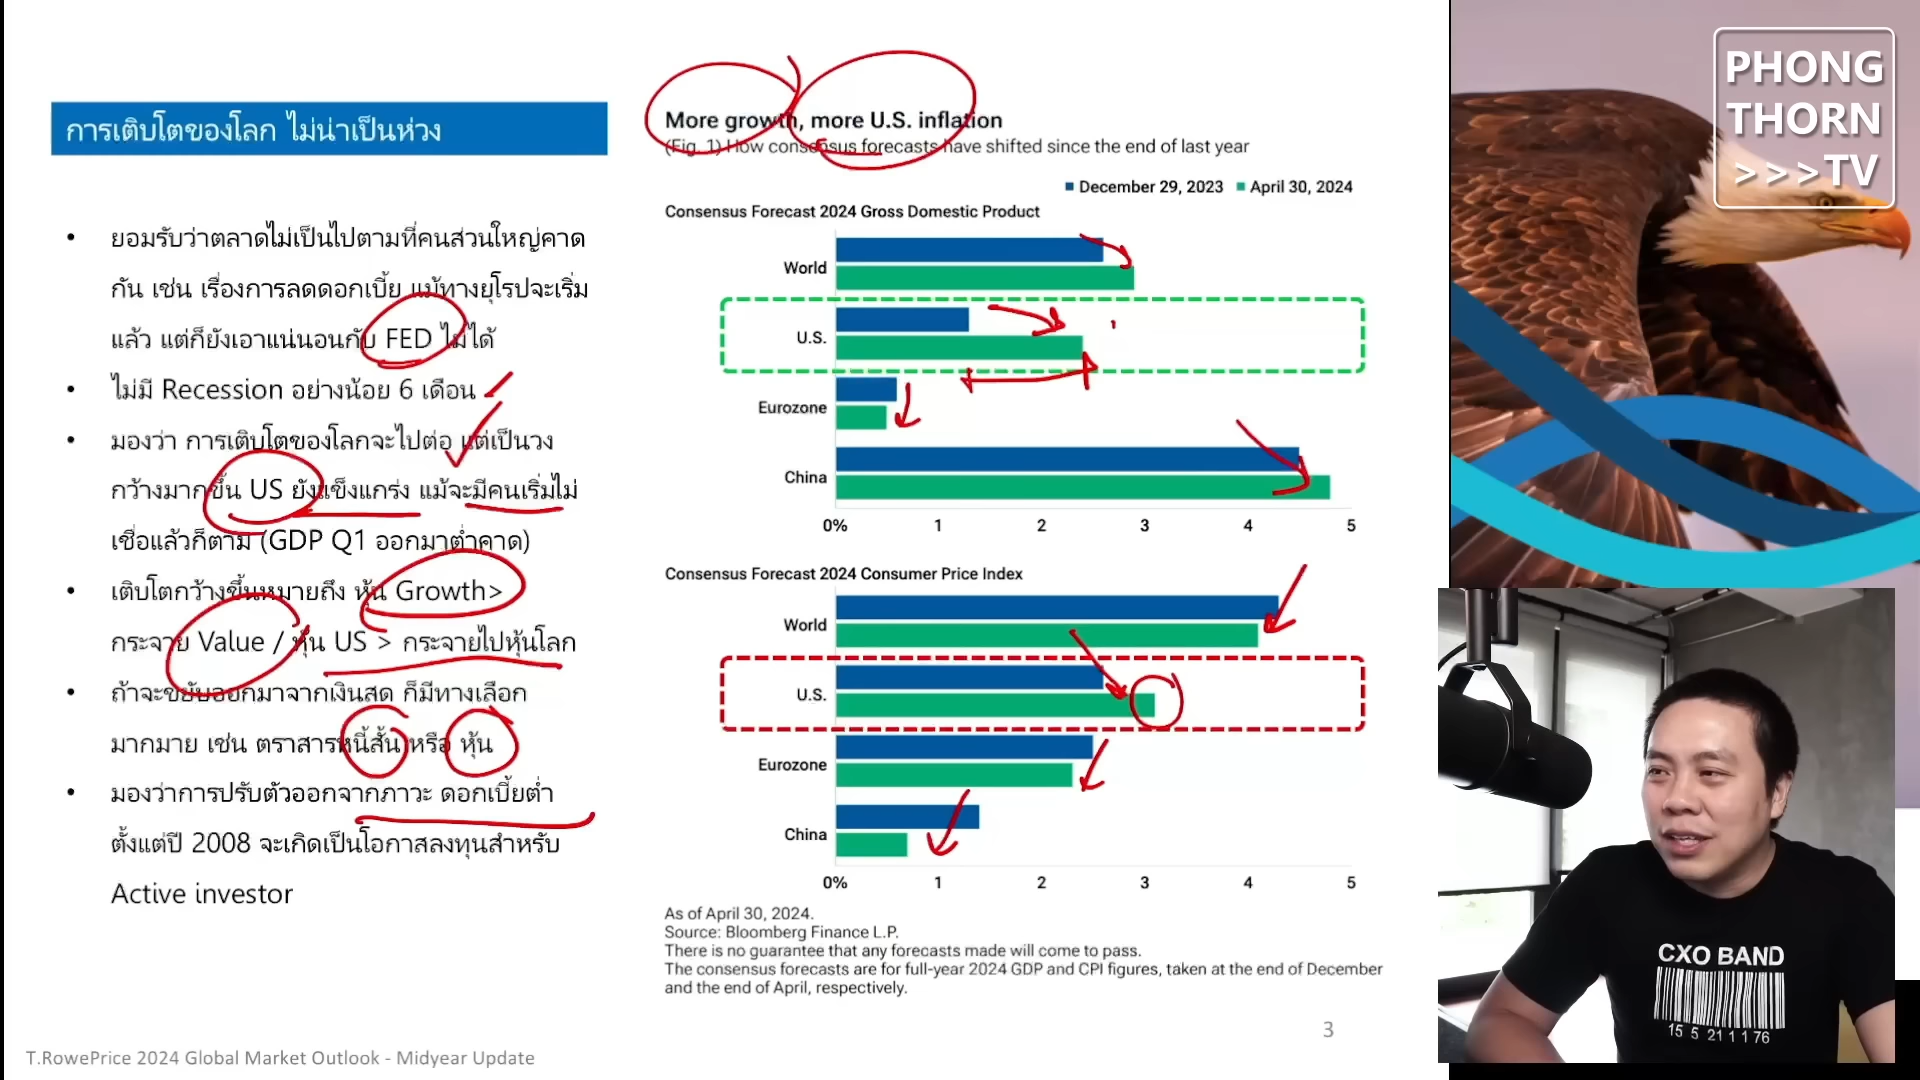 การเติบโตของโลก ไม่น่าเป็นห่วง
• ยอมรับว่าตลาดไม่เป็นไปตามที่คนส่วนใหญ่คาด
กัน เช่น เรื่องการลดดอกเบี้ย แม้ทางยุโรปจะเริ่ม
แล้ว แต่ก็ยังเอาแน่นอนกับ FED ไม่ได้
• ไม่มี Recession อย่างน้อย 6 เดือน
• มองว่า การเติบโตของโลกจะไปต่อ แต่เป็นวง
กว้างมากขึ้น US ยังแข็งแกร่ง แม้จะมีคนเริ่มไม่
เชื่อแล้วก็ตาม (GDP Q1 ออกมาต่ำคาด)
• เติบโตกว้างขึ้นหมายถึง หุ้น Growth>
กระจาย Value / หุ้น US > กระจายไปหุ้นโลก
• ถ้าจะขยับออกมาจากเงินสด ก็มีทางเลือก
มากมาย เช่น ตราสารหนี้สั้น หรือ หุ้น
• มองว่าการปรับตัวออกจากภาวะ ดอกเบี้ยต่ำ
ตั้งแต่ปี 2008 จะเกิดเป็นโอกาสลงทุนสำหรับ
Active investor
T.RowePrice 2024 Global Market Outlook - Midyear Update
More growth, more U.S. inflation
(Fig. 1) How consensus forecasts have shifted since the end of last year
December 29, 2023 April 30, 2024
Consensus Forecast 2024 Gross Domestic Product
World
U.S.
Eurozone
China
0% 1 2 3 4 5
Consensus Forecast 2024 Consumer Price Index
World
U.S.
Eurozone
China
0% 1 2 3 4 5
As of April 30, 2024.
Source: Bloomberg Finance L.P.
There is no guarantee that any forecasts made will come to pass.
The consensus forecasts are for full-year 2024 GDP and CPI figures, taken at the end of December
and the end of April, respectively.
3
PHONG
THORN
>>>TV
CXO BAND
15 5 21 1 1 76